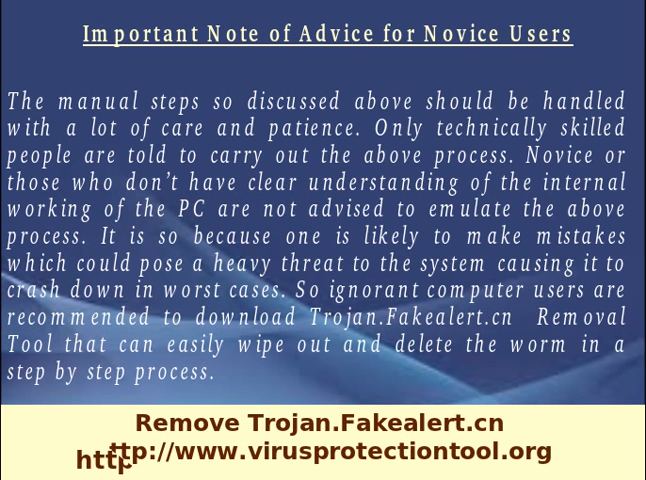 Important Note of Advice for Novice Users
The manual steps so discussed above should be handled
with a lot of care and patience. Only technically skilled
people are told to carry out the above process. Novice or
those who don’t have clear understanding of the internal
working of the PC are not advised to emulate the above
process. It is so because one is likely to make mistakes
which could pose a heavy threat to the system causing it to
crash down in worst cases. So ignorant computer users are
recommended to download Trojan.Fakealert.cn Removal
Tool that can easily wipe out and delete the worm in a
step by step process.
Remove Trojan.Fakealert.cn
ttp://www.virusprotectiontool.org
http